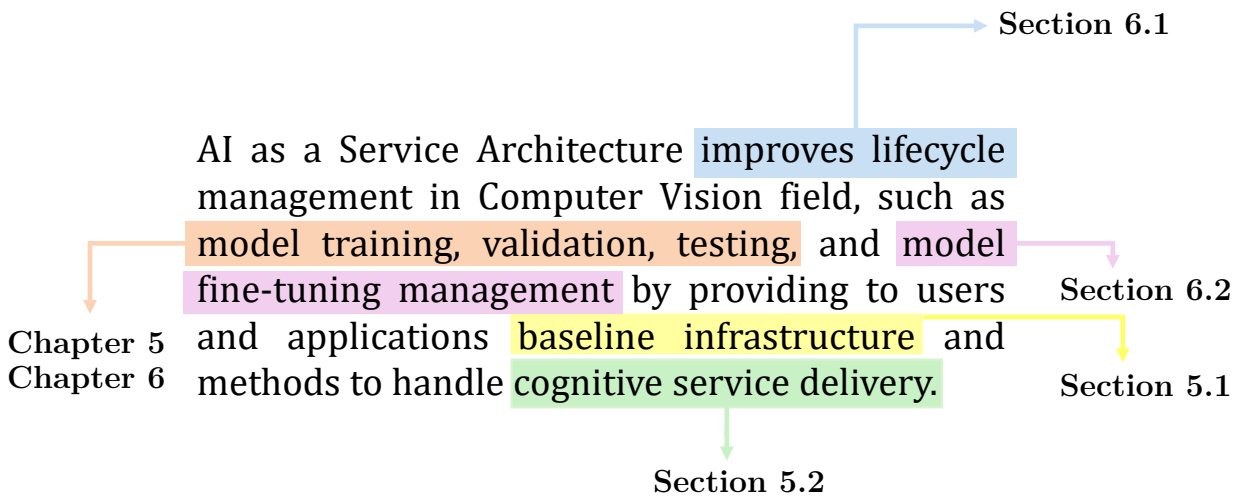 Section 6.1
AI as a Service Architecture improves lifecycle
management in Computer Vision field, such as
model training, validation, testing, and model
fine-tuning management by providing to users
and applications baseline infrastructure and
methods to handle cognitive service delivery.
Chapter 5
Chapter 6
Section 6.2
Section 5.1
Section 5.2